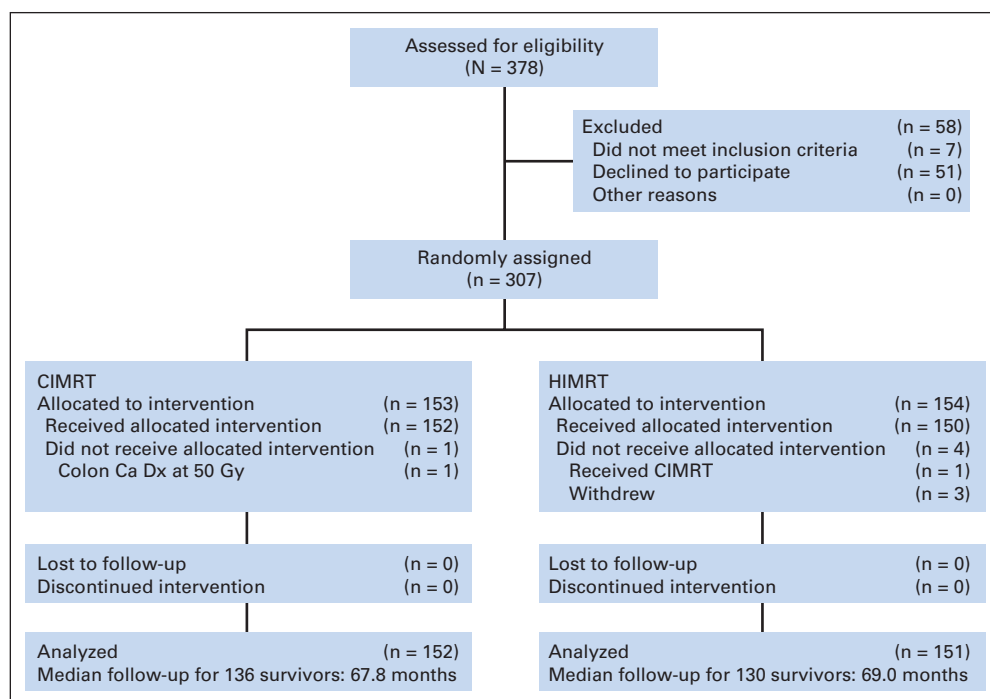 Assessed for eligibility
(N = 378)
Excluded (n = 58)
Did not meet inclusion criteria (n = 7)
Declined to participate (n = 51)
Other reasons (n = 0)
Randomly assigned
(n = 307)
CIMRT
Allocated to intervention (n = 153)
Received allocated intervention (n = 152)
Did not receive allocated intervention (n = 1)
Colon Ca Dx at 50 Gy (n = 1)
HIMRT
Allocated to intervention (n = 154)
Received allocated intervention (n = 150)
Did not receive allocated intervention (n = 4)
Received CIMRT (n = 1)
Withdrew (n = 3)
Lost to follow-up (n = 0)
Discontinued intervention (n = 0)
Lost to follow-up (n = 0)
Discontinued intervention (n = 0)
Analyzed (n = 152)
Median follow-up for 136 survivors: 67.8 months
Analyzed (n = 151)
Median follow-up for 130 survivors: 69.0 months